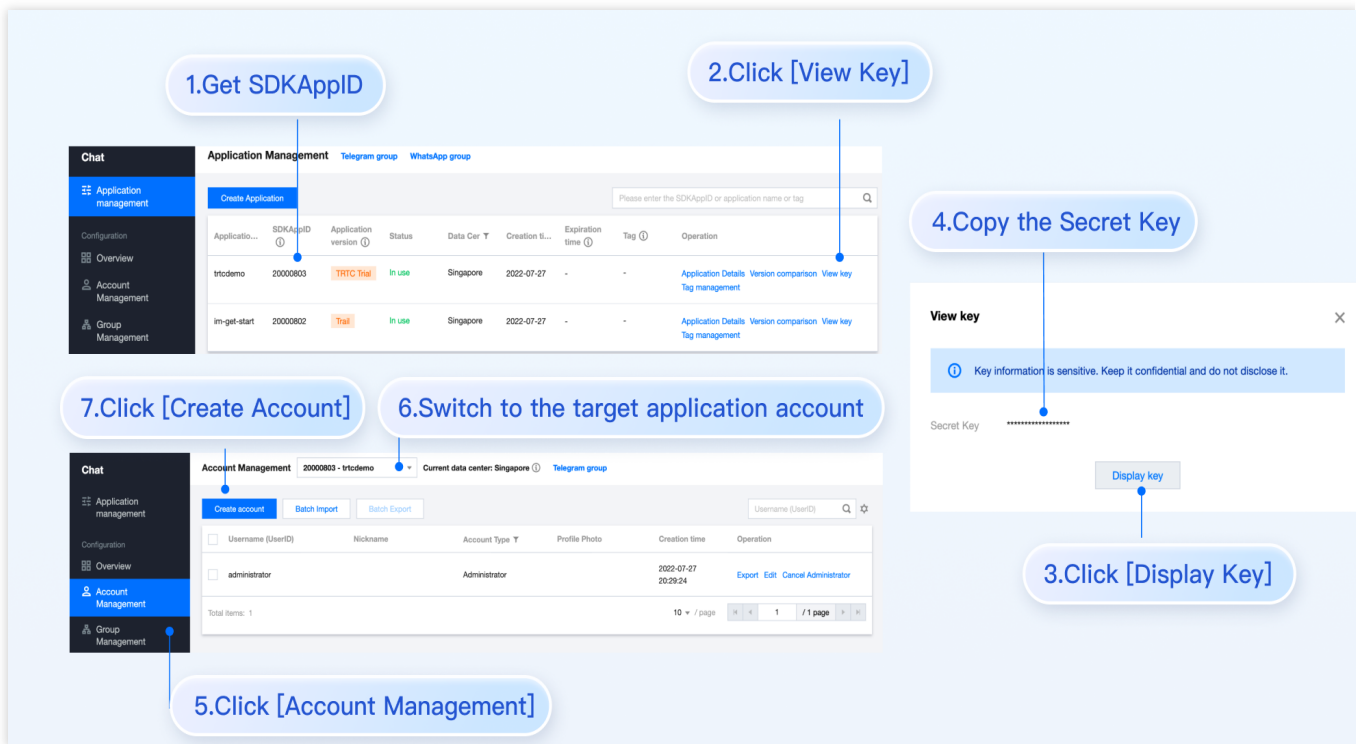 1.Get SDKAppID
2.Click [View Key]
Chat
Application management
Configuration
Overview
Account Management
Group Management
Application Management Telegram group WhatsApp group
Create Application
Please enter the SDKAppID or application name or tag
Applicatio... SDKAppID Application version Status Data Cer Creation ti... Expiration time Tag Operation
trtcdemo 20000803 TRTC Trial In use Singapore 2022-07-27 - - Application Details Version comparison View key
Tag management
im-get-start 20000802 Trail In use Singapore 2022-07-27 - - Application Details Version comparison View key
Tag management
4.Copy the Secret Key
View key
Key information is sensitive. Keep it confidential and do not disclose it.
Secret Key ******************
Display key
3.Click [Display Key]
7.Click [Create Account]
6.Switch to the target application account
Chat
Application management
Configuration
Overview
Account Management
Group Management
Account Management 20000803 - trtcdemo Current data center: Singapore Telegram group
Create account Batch Import Batch Export
Username (UserID)
Username (UserID) Nickname Account Type Profile Photo Creation time Operation
administrator Administrator 2022-07-27 20:29:24 Export Edit Cancel Administrator
Total items: 1 10 / page 1 / 1 page
5.Click [Account Management]